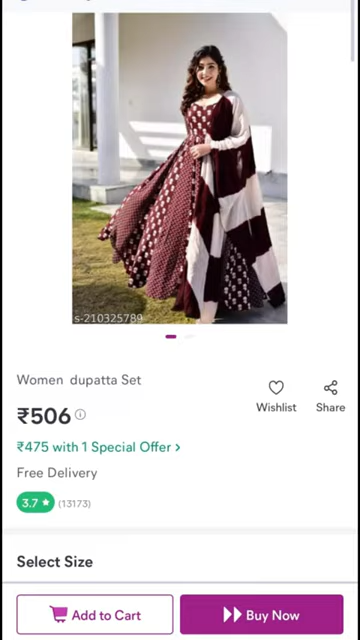 s-210325789
Women dupatta Set
Wishlist
Share
₹506
₹475 with 1 Special Offer >
Free Delivery
3.7 ★ (13173)
Select Size
Add to Cart
Buy Now